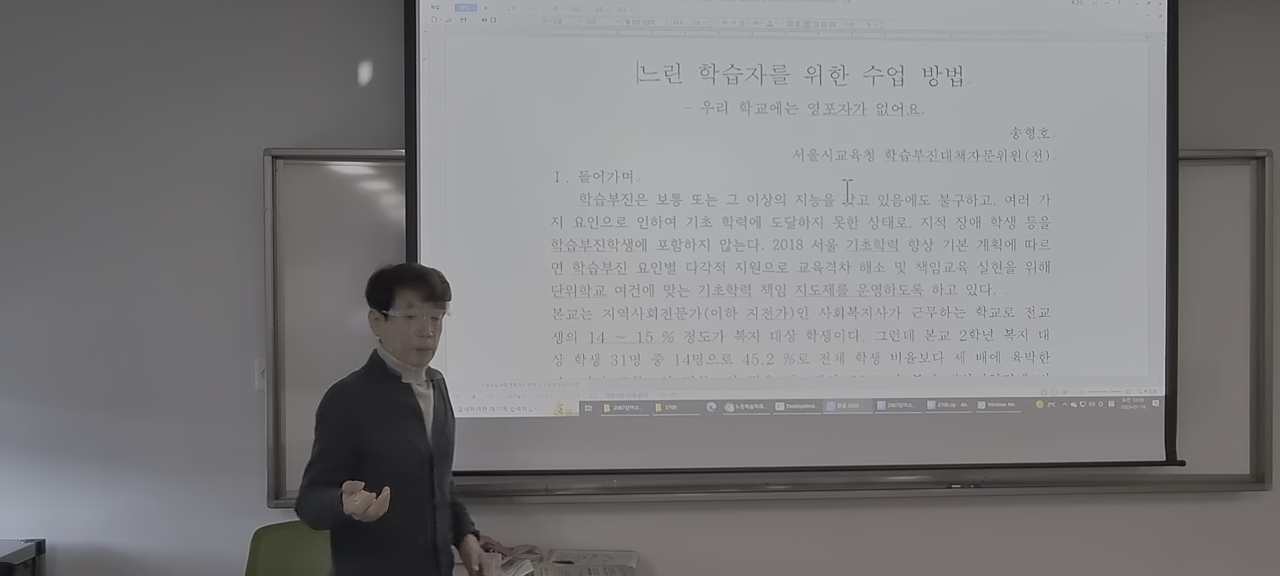 느린 학습자를 위한 수업 방법
- 우리 학교에는 영포자가 없어요
송형호
서울시교육청 학습부진대책자문위원(전)
I. 들어가며
학습부진은 보통 또는 그 이상의 지능을 갖고 있음에도 불구하고, 여러 가
지 요인으로 인하여 기초 학력에 도달하지 못한 상태로, 지적 장애 학생 등을
학습부진학생에 포함하지 않는다. 2018 서울 기초학력 향상 기본 계획에 따르
면 학습부진 요인별 다각적 지원으로 교육격차 해소 및 책임교육 실현을 위해
단위학교 여건에 맞는 기초학력 책임 지도제를 운영하도록 하고 있다.
본교는 지역사회전문가(이하 지전가)인 사회복지사가 근무하는 학교로 전교
생의 14 ~ 15 % 정도가 복지 대상 학생이다. 그런데 본교 2학년 복지 대
상 학생 31명 중 14명으로 45.2 %로 전체 학생 비율보다 세 배에 육박한